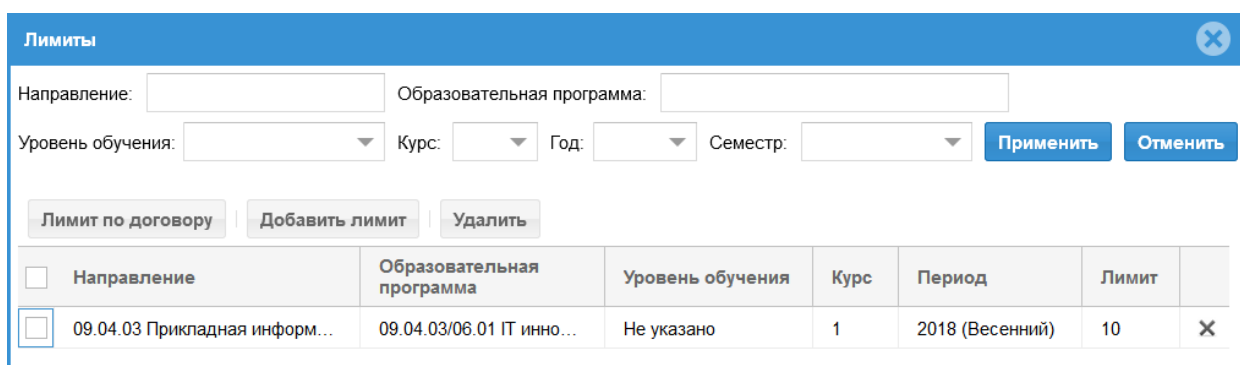 Лимиты
Направление: Образовательная программа:
Уровень обучения: Курс: Год: Семестр: Применить Отменить
Лимит по договору Добавить лимит Удалить
Направление Образовательная программа Уровень обучения Курс Период Лимит
09.04.03 Прикладная информ... 09.04.03/06.01 IT инно... Не указано 1 2018 (Весенний) 10